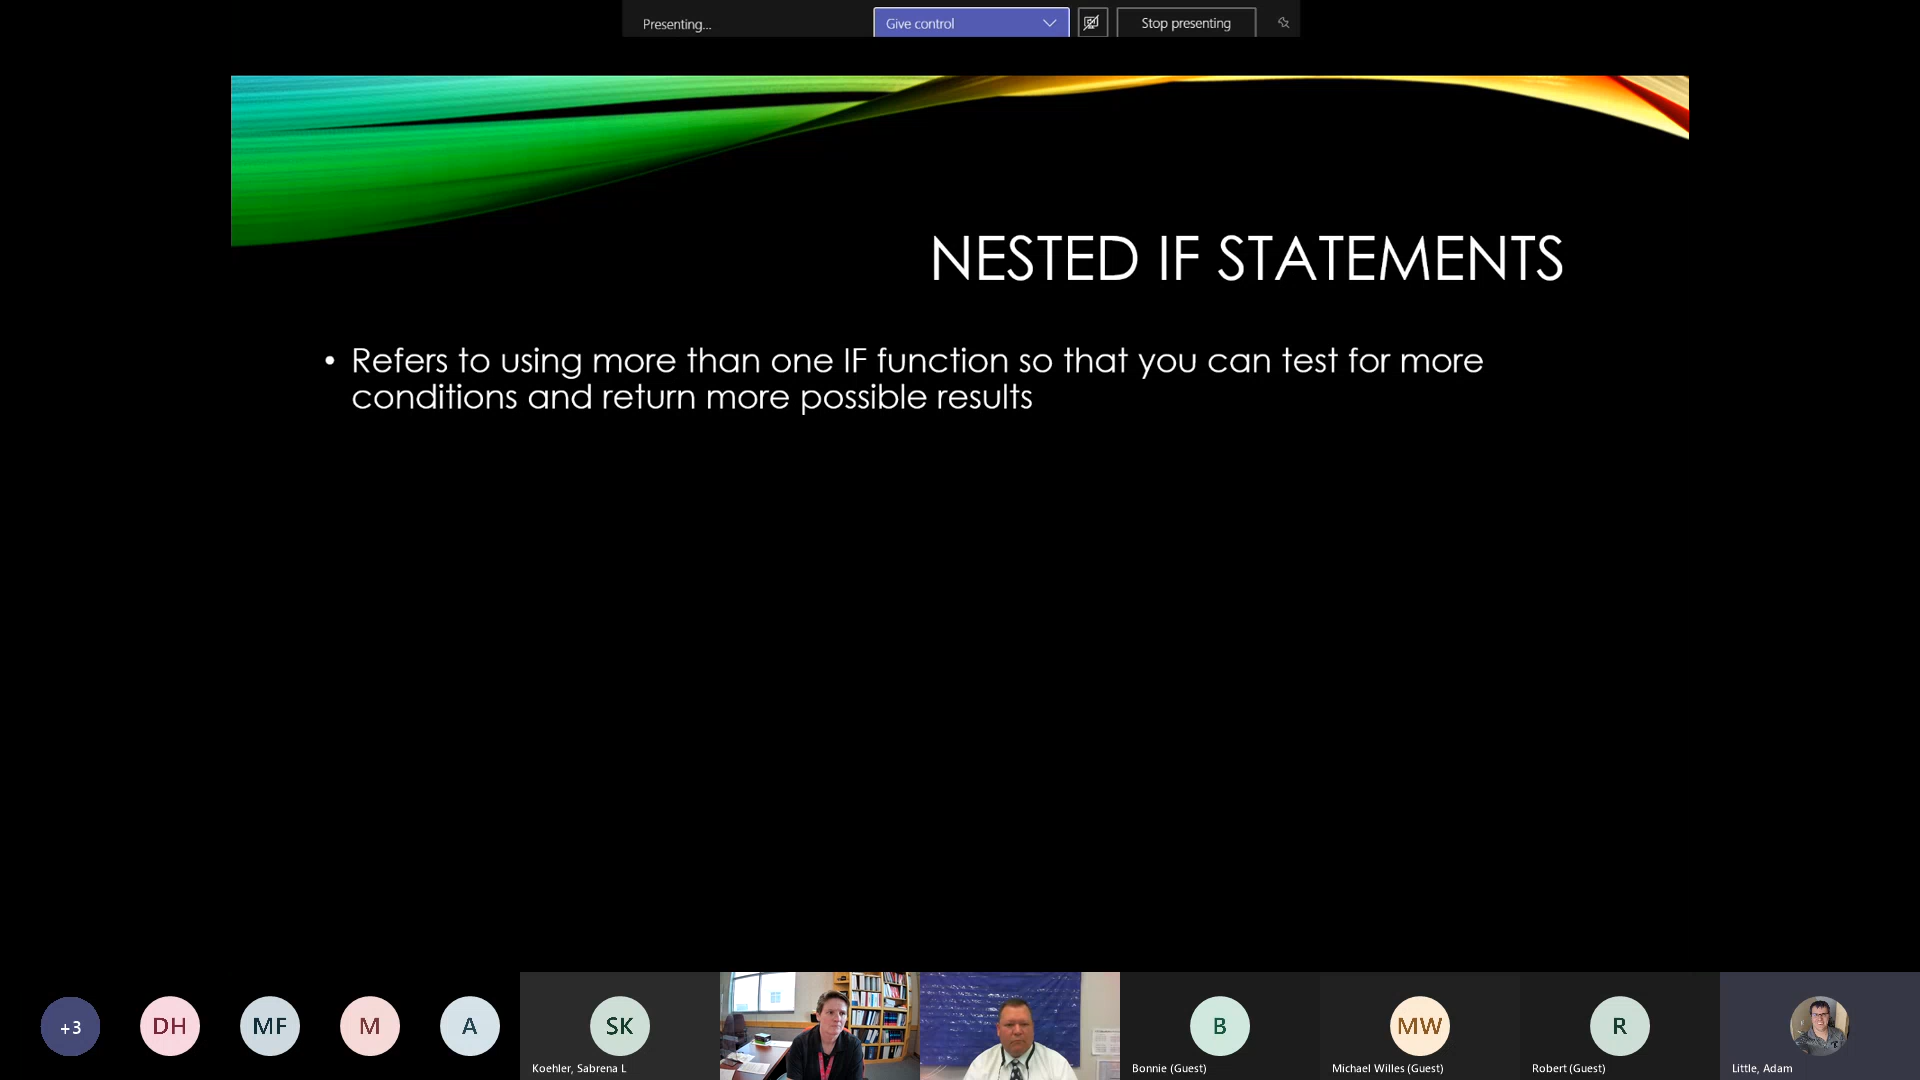 Presenting...
Give control
Stop presenting
NESTED IF STATEMENTS
• Refers to using more than one IF function so that you can test for more
conditions and return more possible results
+3
DH
MF
M
A
SK
B
MW
R
Koehler, Sabrena L
Bonnie (Guest)
Michael Willes (Guest)
Robert (Guest)
Little, Adam